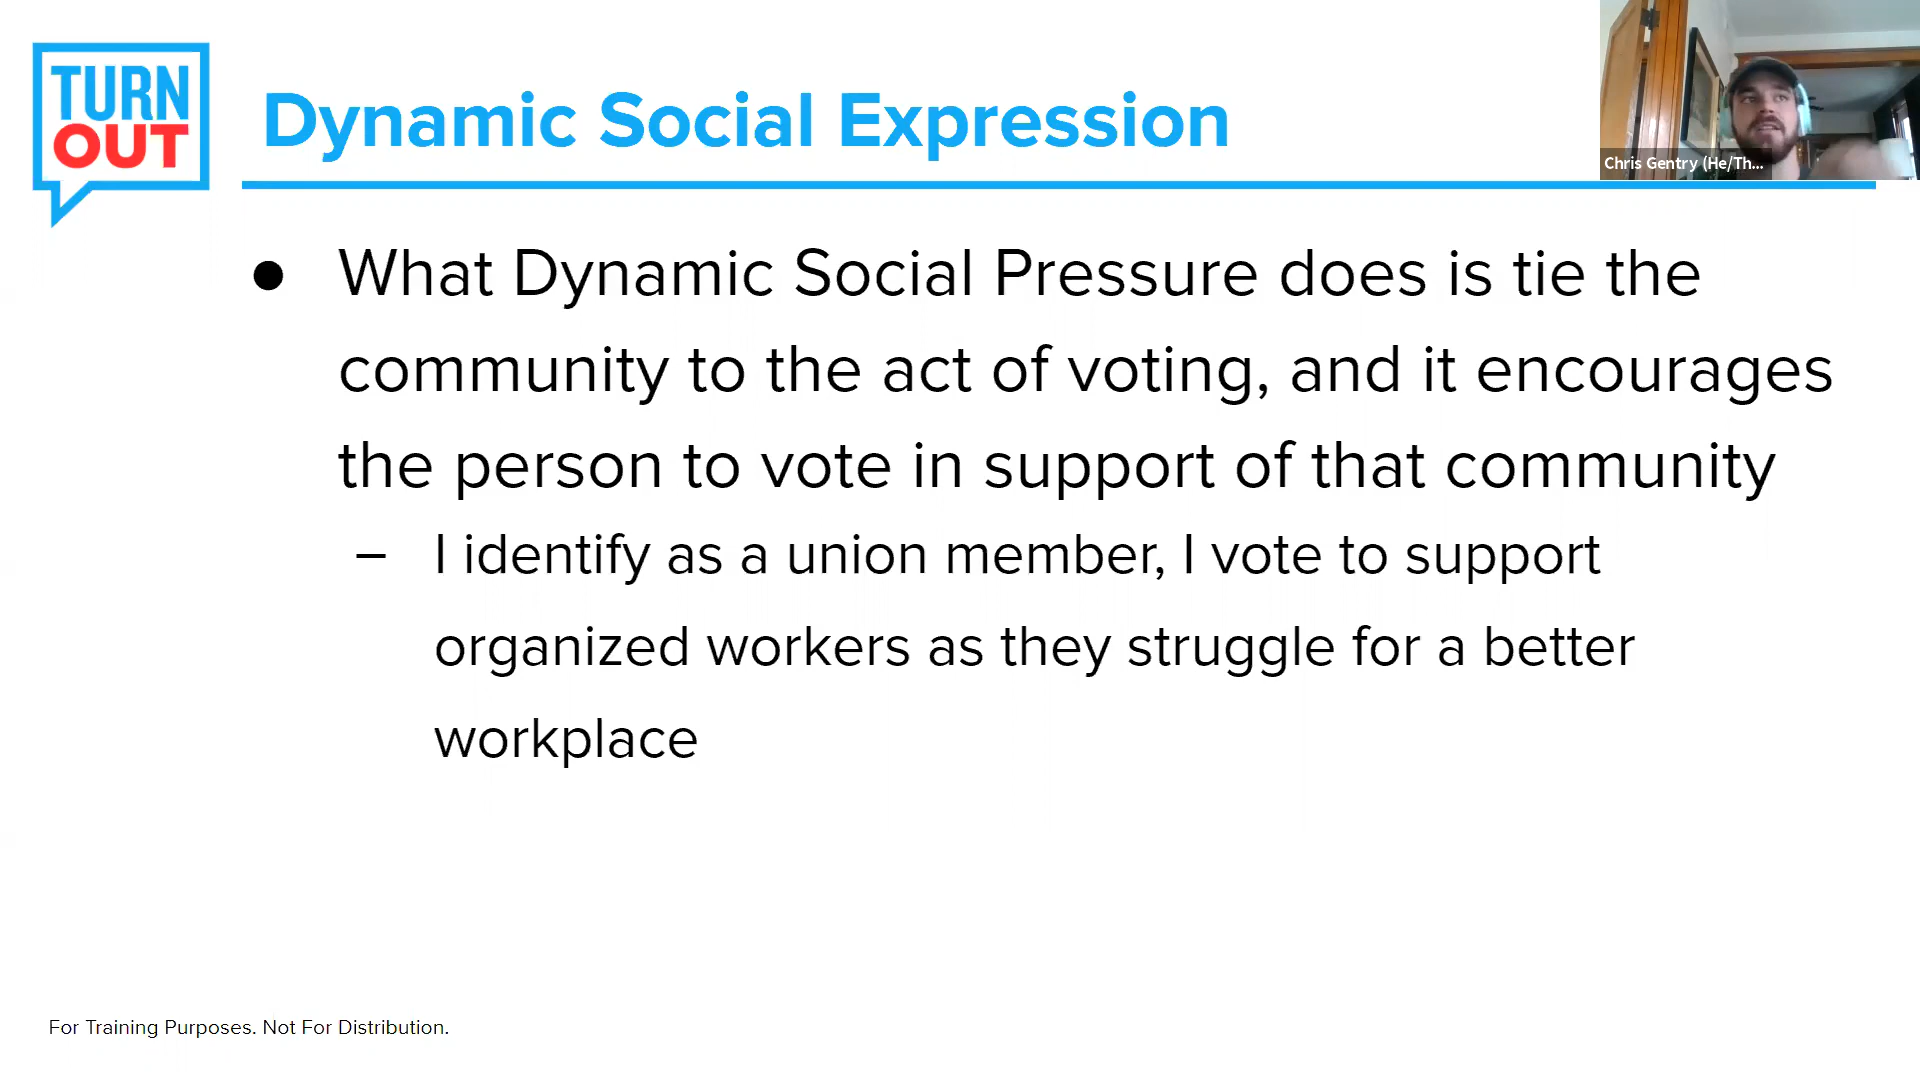 TURN
OUT
Dynamic Social Expression
Chris Gentry (He/Th...
● What Dynamic Social Pressure does is tie the
community to the act of voting, and it encourages
the person to vote in support of that community
– I identify as a union member, I vote to support
organized workers as they struggle for a better
workplace
For Training Purposes. Not For Distribution.